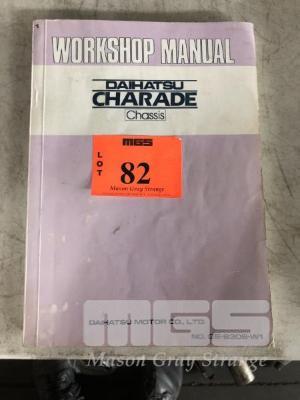 WORKSHOP MANUAL
DAIHATSU
CHARADE
Chassis
MGS
LOT
82
Mason Gray Strange
MGS
DAIHATSU MOTOR CO., LTD.
Mason Gray Strange